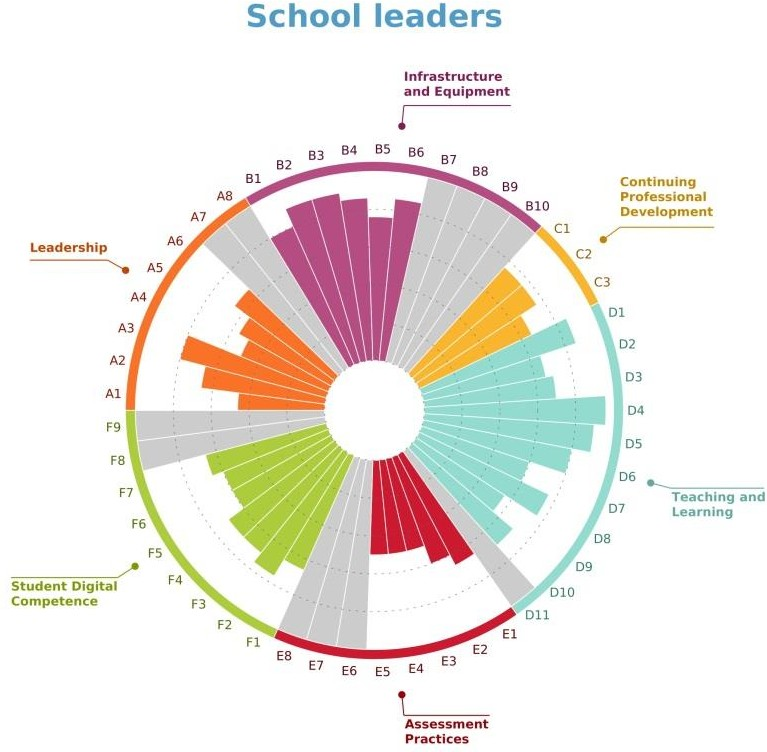 School leaders
Infrastructure
and Equipment
Continuing
Professional
Development
Leadership
Teaching and
Learning
Student Digital
Competence
Assessment
Practices
A1
A2
A3
A4
A5
A6
A7
A8
B1
B2
B3
B4
B5
B6
B7
B8
B9
B10
C1
C2
C3
D1
D2
D3
D4
D5
D6
D7
D8
D9
D10
D11
E1
E2
E3
E4
E5
E6
E7
E8
F1
F2
F3
F4
F5
F6
F7
F8
F9